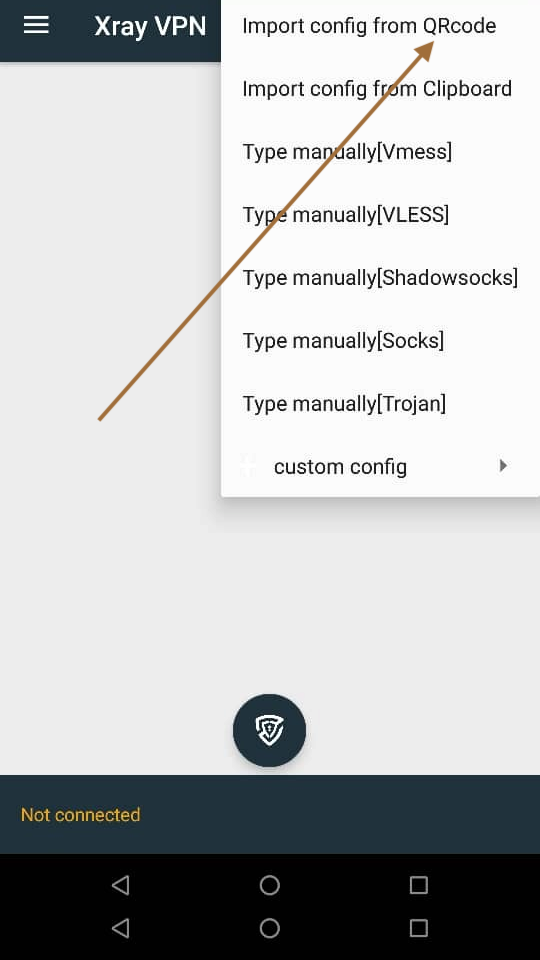 Xray VPN
Import config from QRcode
Import config from Clipboard
Type manually[Vmess]
Type manually[VLESS]
Type manually[Shadowsocks]
Type manually[Socks]
Type manually[Trojan]
custom config
Not connected